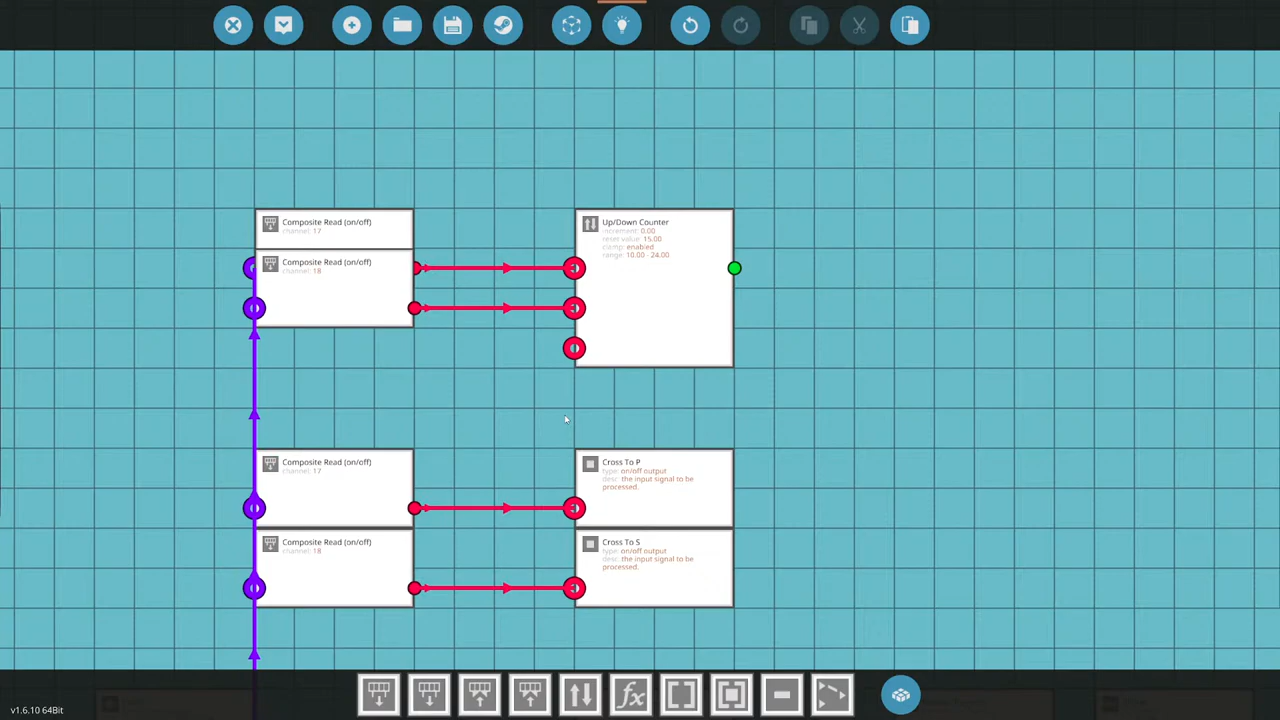 Composite Read (on/off)
channel: 17
Composite Read (on/off)
channel: 18
Up/Down Counter
increment: 0.00
reset value: 15.00
clamp: enabled
range: 10.00 - 24.00
Composite Read (on/off)
channel: 17
Cross To P
type: on/off output
desc: the input signal to be
processed.
Composite Read (on/off)
channel: 18
Cross To S
type: on/off output
desc: the input signal to be
processed.
fx
v1.6.10 64Bit